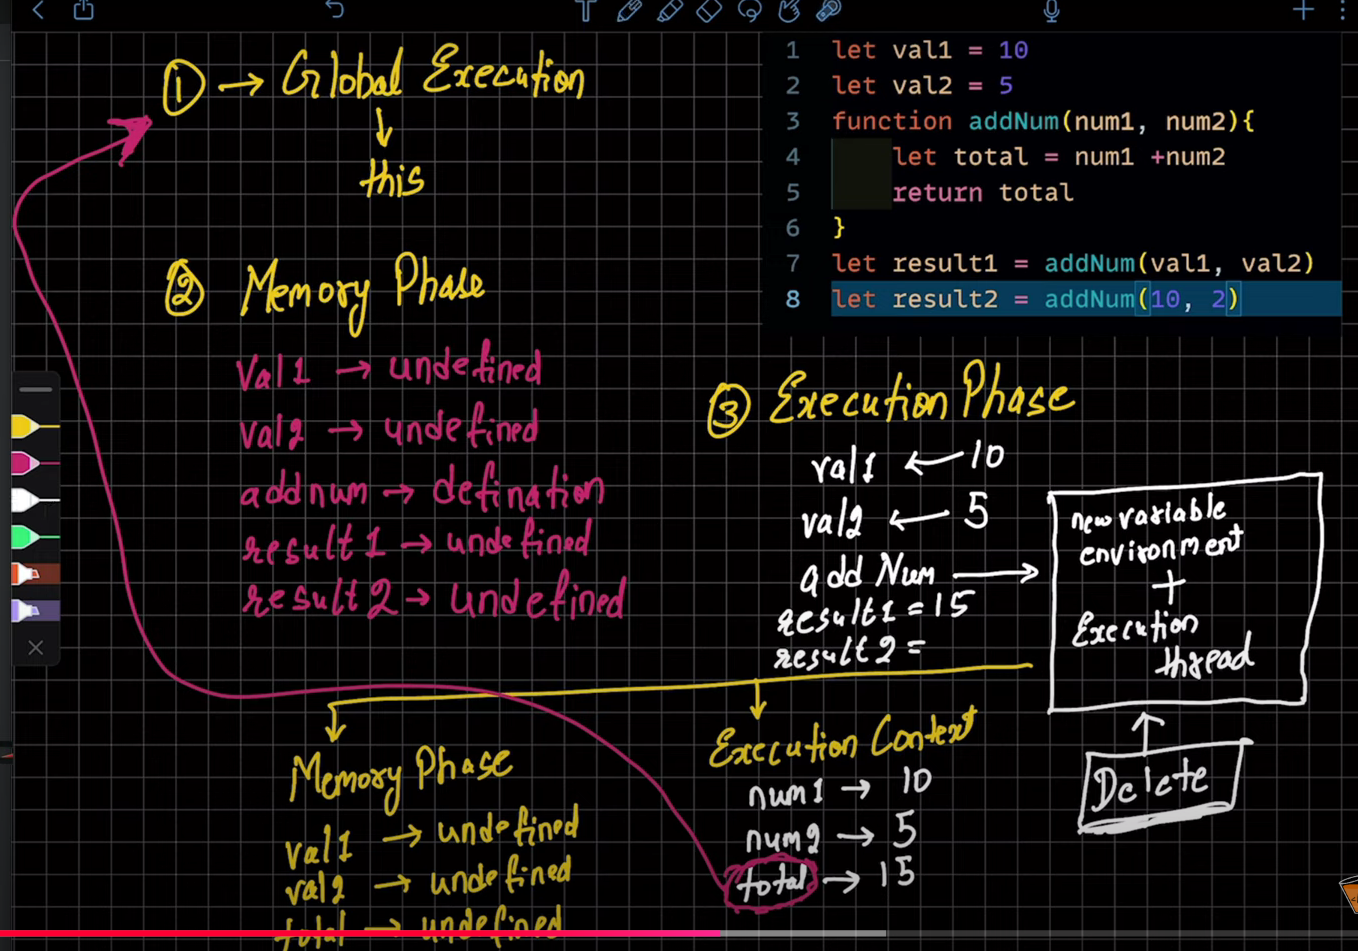 ① → Global Execution
↓
this
② Memory Phase
val1 → undefined
val2 → undefined
addnum → defination
result1 → undefined
result2 → undefined
1 let val1 = 10
2 let val2 = 5
3 function addNum(num1, num2){
4 let total = num1 +num2
5 return total
6 }
7 let result1 = addNum(val1, val2)
8 let result2 = addNum(10, 2)
③ Execution Phase
val1 ← 10
val2 ← 5
add Num →
result1 = 15
result2 =
new variable
environment
+
Execution
thread
Delete
Memory Phase
val1 → undefined
val2 → undefined
total → undefined
Execution Context
num1 → 10
num2 → 5
total → 15